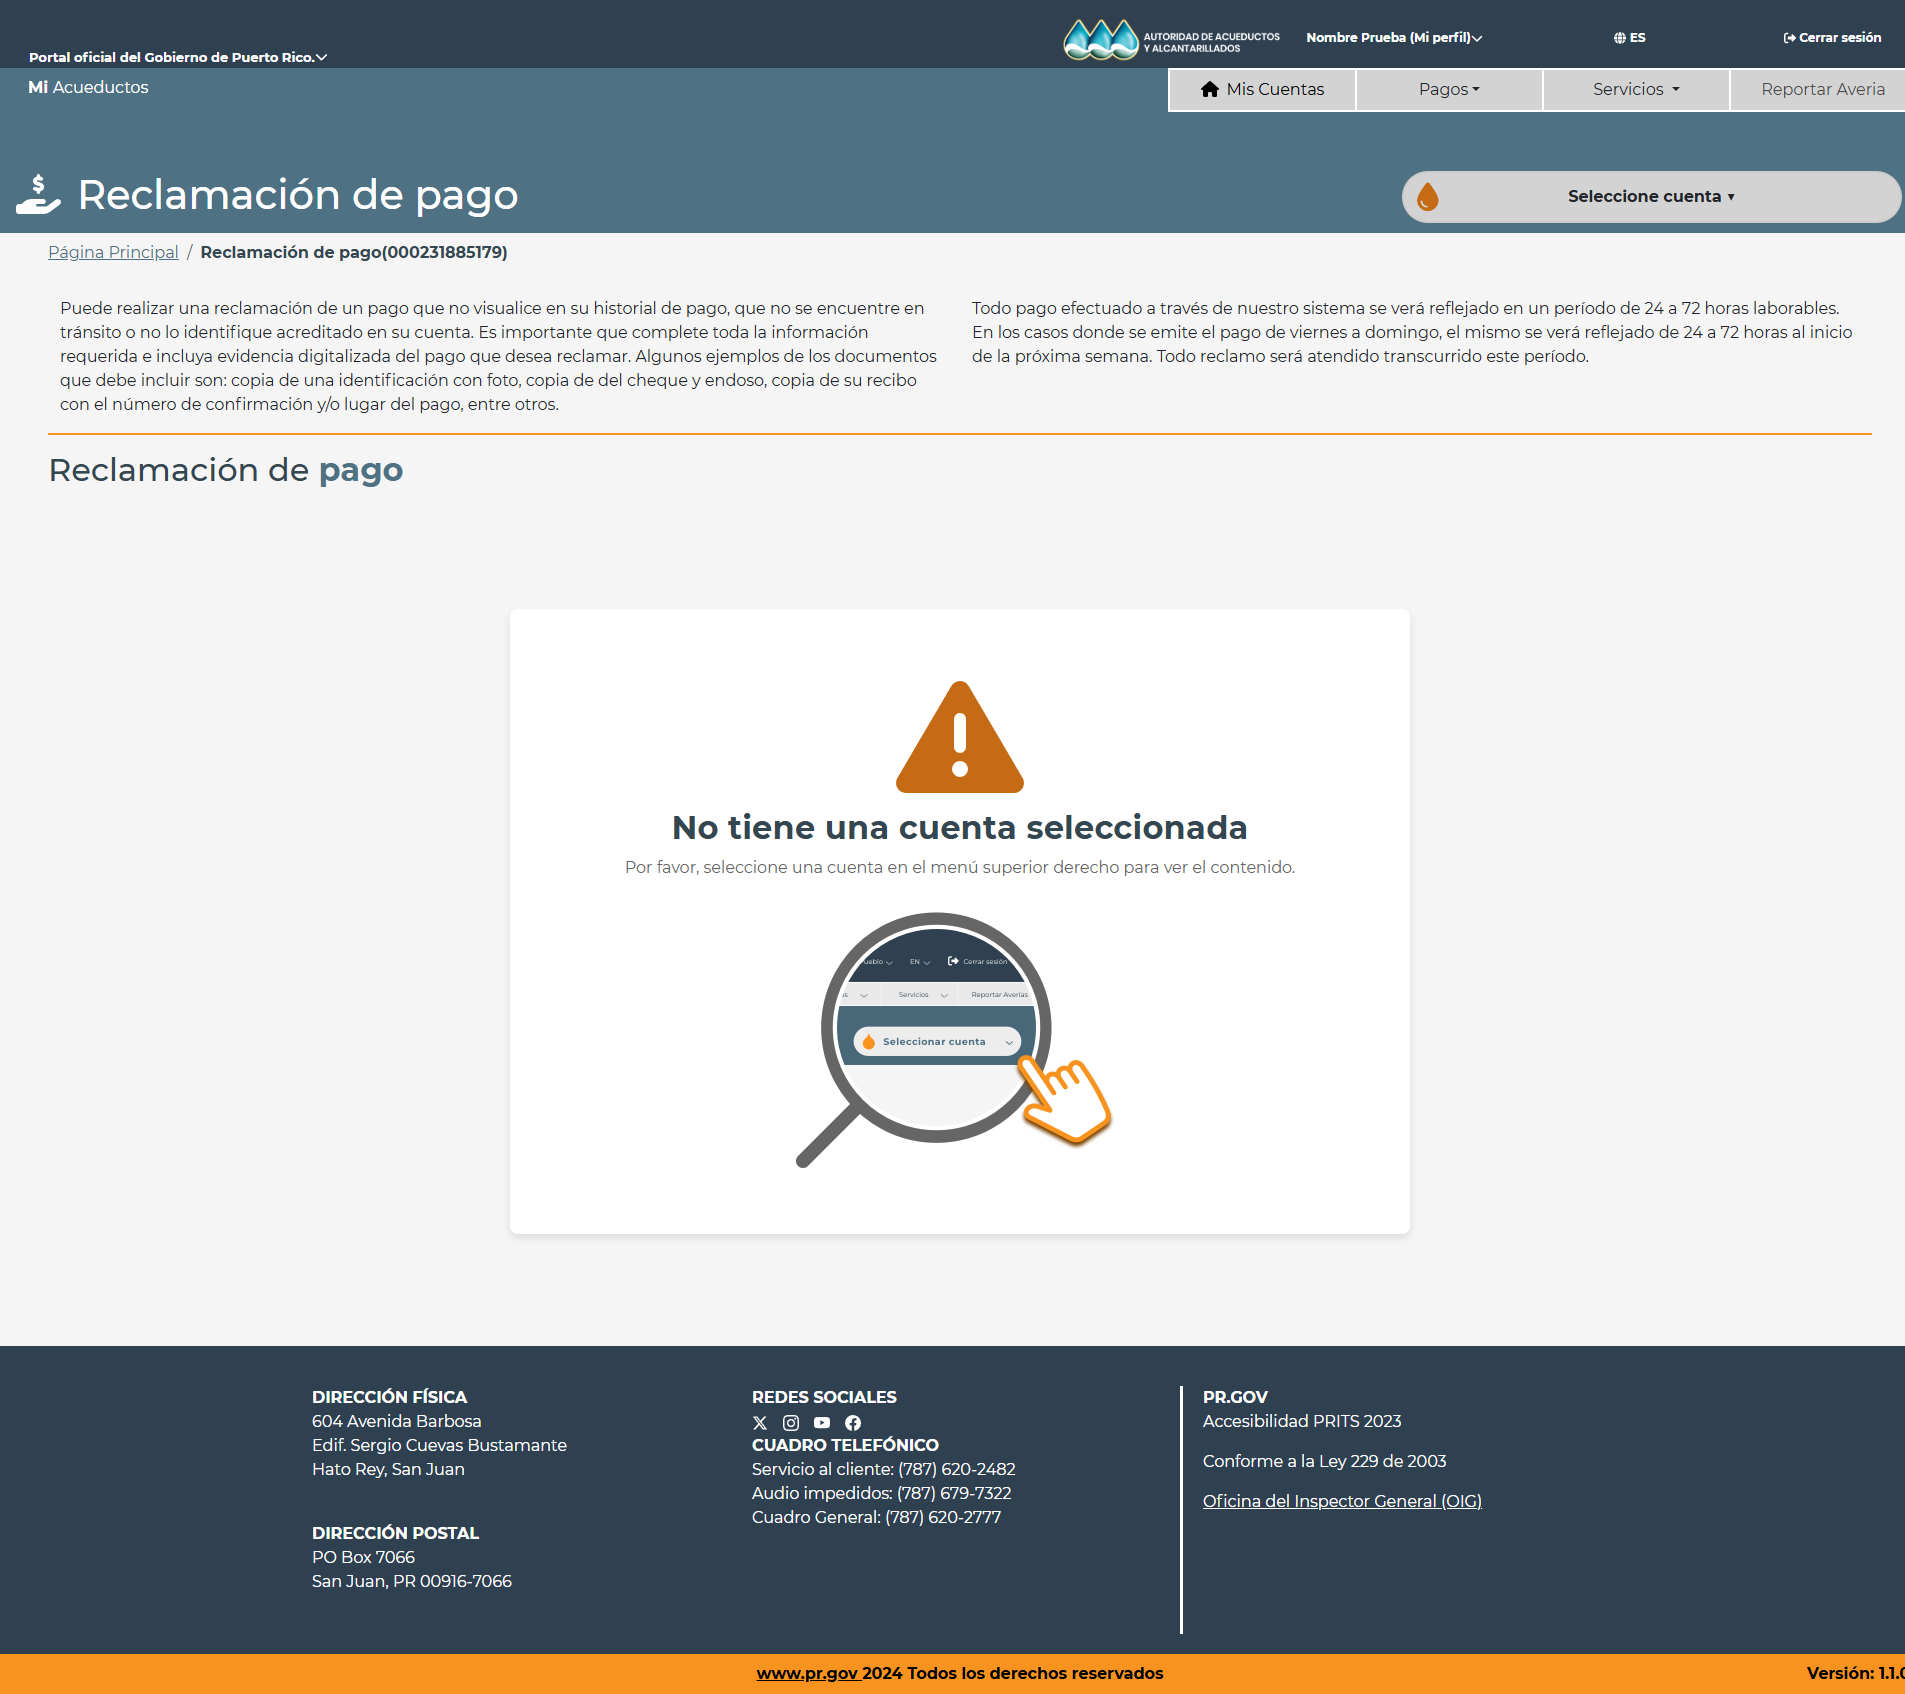 Portal oficial del Gobierno de Puerto Rico.
AUTORIDAD DE ACUEDUCTOS
Y ALCANTARILLADOS
Nombre Prueba (Mi perfil)
ES
Cerrar sesión
Mi Acueductos
Mis Cuentas
Pagos
Servicios
Reportar Averia
Reclamación de pago
Seleccione cuenta
Página Principal / Reclamación de pago(000231885179)
Puede realizar una reclamación de un pago que no visualice en su historial de pago, que no se encuentre en
tránsito o no lo identifique acreditado en su cuenta. Es importante que complete toda la información
requerida e incluya evidencia digitalizada del pago que desea reclamar. Algunos ejemplos de los documentos
que debe incluir son: copia de una identificación con foto, copia de del cheque y endoso, copia de su recibo
con el número de confirmación y/o lugar del pago, entre otros.
Todo pago efectuado a través de nuestro sistema se verá reflejado en un período de 24 a 72 horas laborables.
En los casos donde se emite el pago de viernes a domingo, el mismo se verá reflejado de 24 a 72 horas al inicio
de la próxima semana. Todo reclamo será atendido transcurrido este período.
Reclamación de pago
No tiene una cuenta seleccionada
Por favor, seleccione una cuenta en el menú superior derecho para ver el contenido.
ueblo
EN
Cerrar sesión
os
Servicios
Reportar Averías
Seleccionar cuenta
DIRECCIÓN FÍSICA
604 Avenida Barbosa
Edif. Sergio Cuevas Bustamante
Hato Rey, San Juan
DIRECCIÓN POSTAL
PO Box 7066
San Juan, PR 00916-7066
REDES SOCIALES
CUADRO TELEFÓNICO
Servicio al cliente: (787) 620-2482
Audio impedidos: (787) 679-7322
Cuadro General: (787) 620-2777
PR.GOV
Accesibilidad PRITS 2023
Conforme a la Ley 229 de 2003
Oficina del Inspector General (OIG)
www.pr.gov 2024 Todos los derechos reservados
Versión: 1.1.0